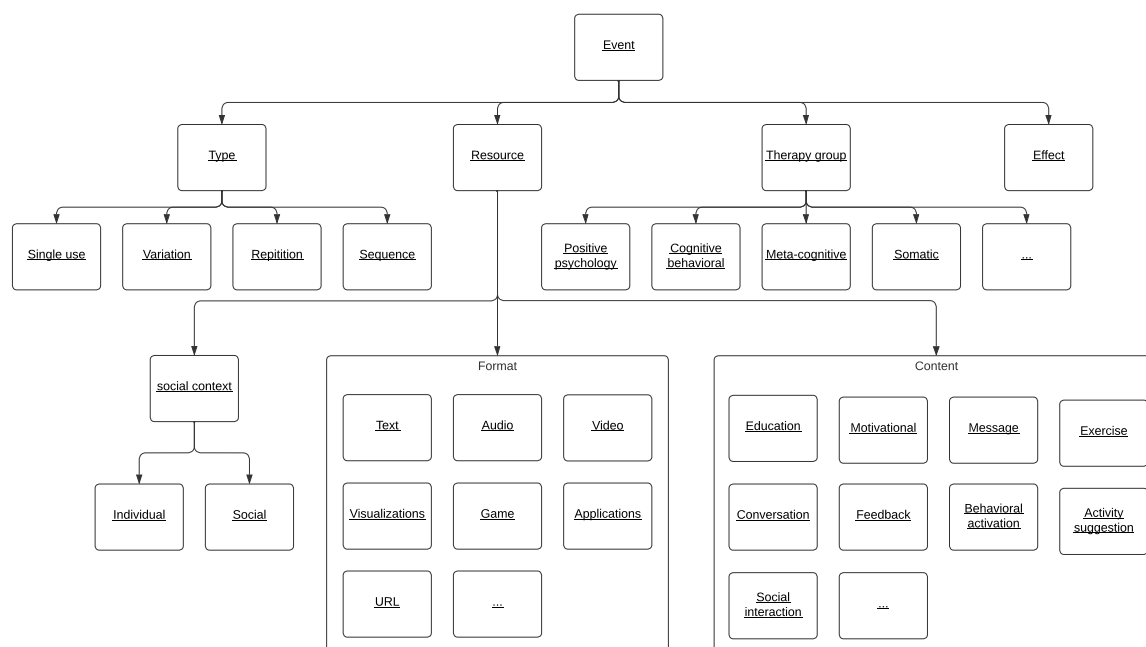 Event
Type
Resource
Therapy group
Effect
Single use
Variation
Repitition
Sequence
Positive
psychology
Cognitive
behavioral
Meta-cognitive
Somatic
...
social context
Individual
Social
Format
Text
Audio
Video
Visualizations
Game
Applications
URL
...
Content
Education
Motivational
Message
Exercise
Conversation
Feedback
Behavioral
activation
Activity
suggestion
Social
interaction
...